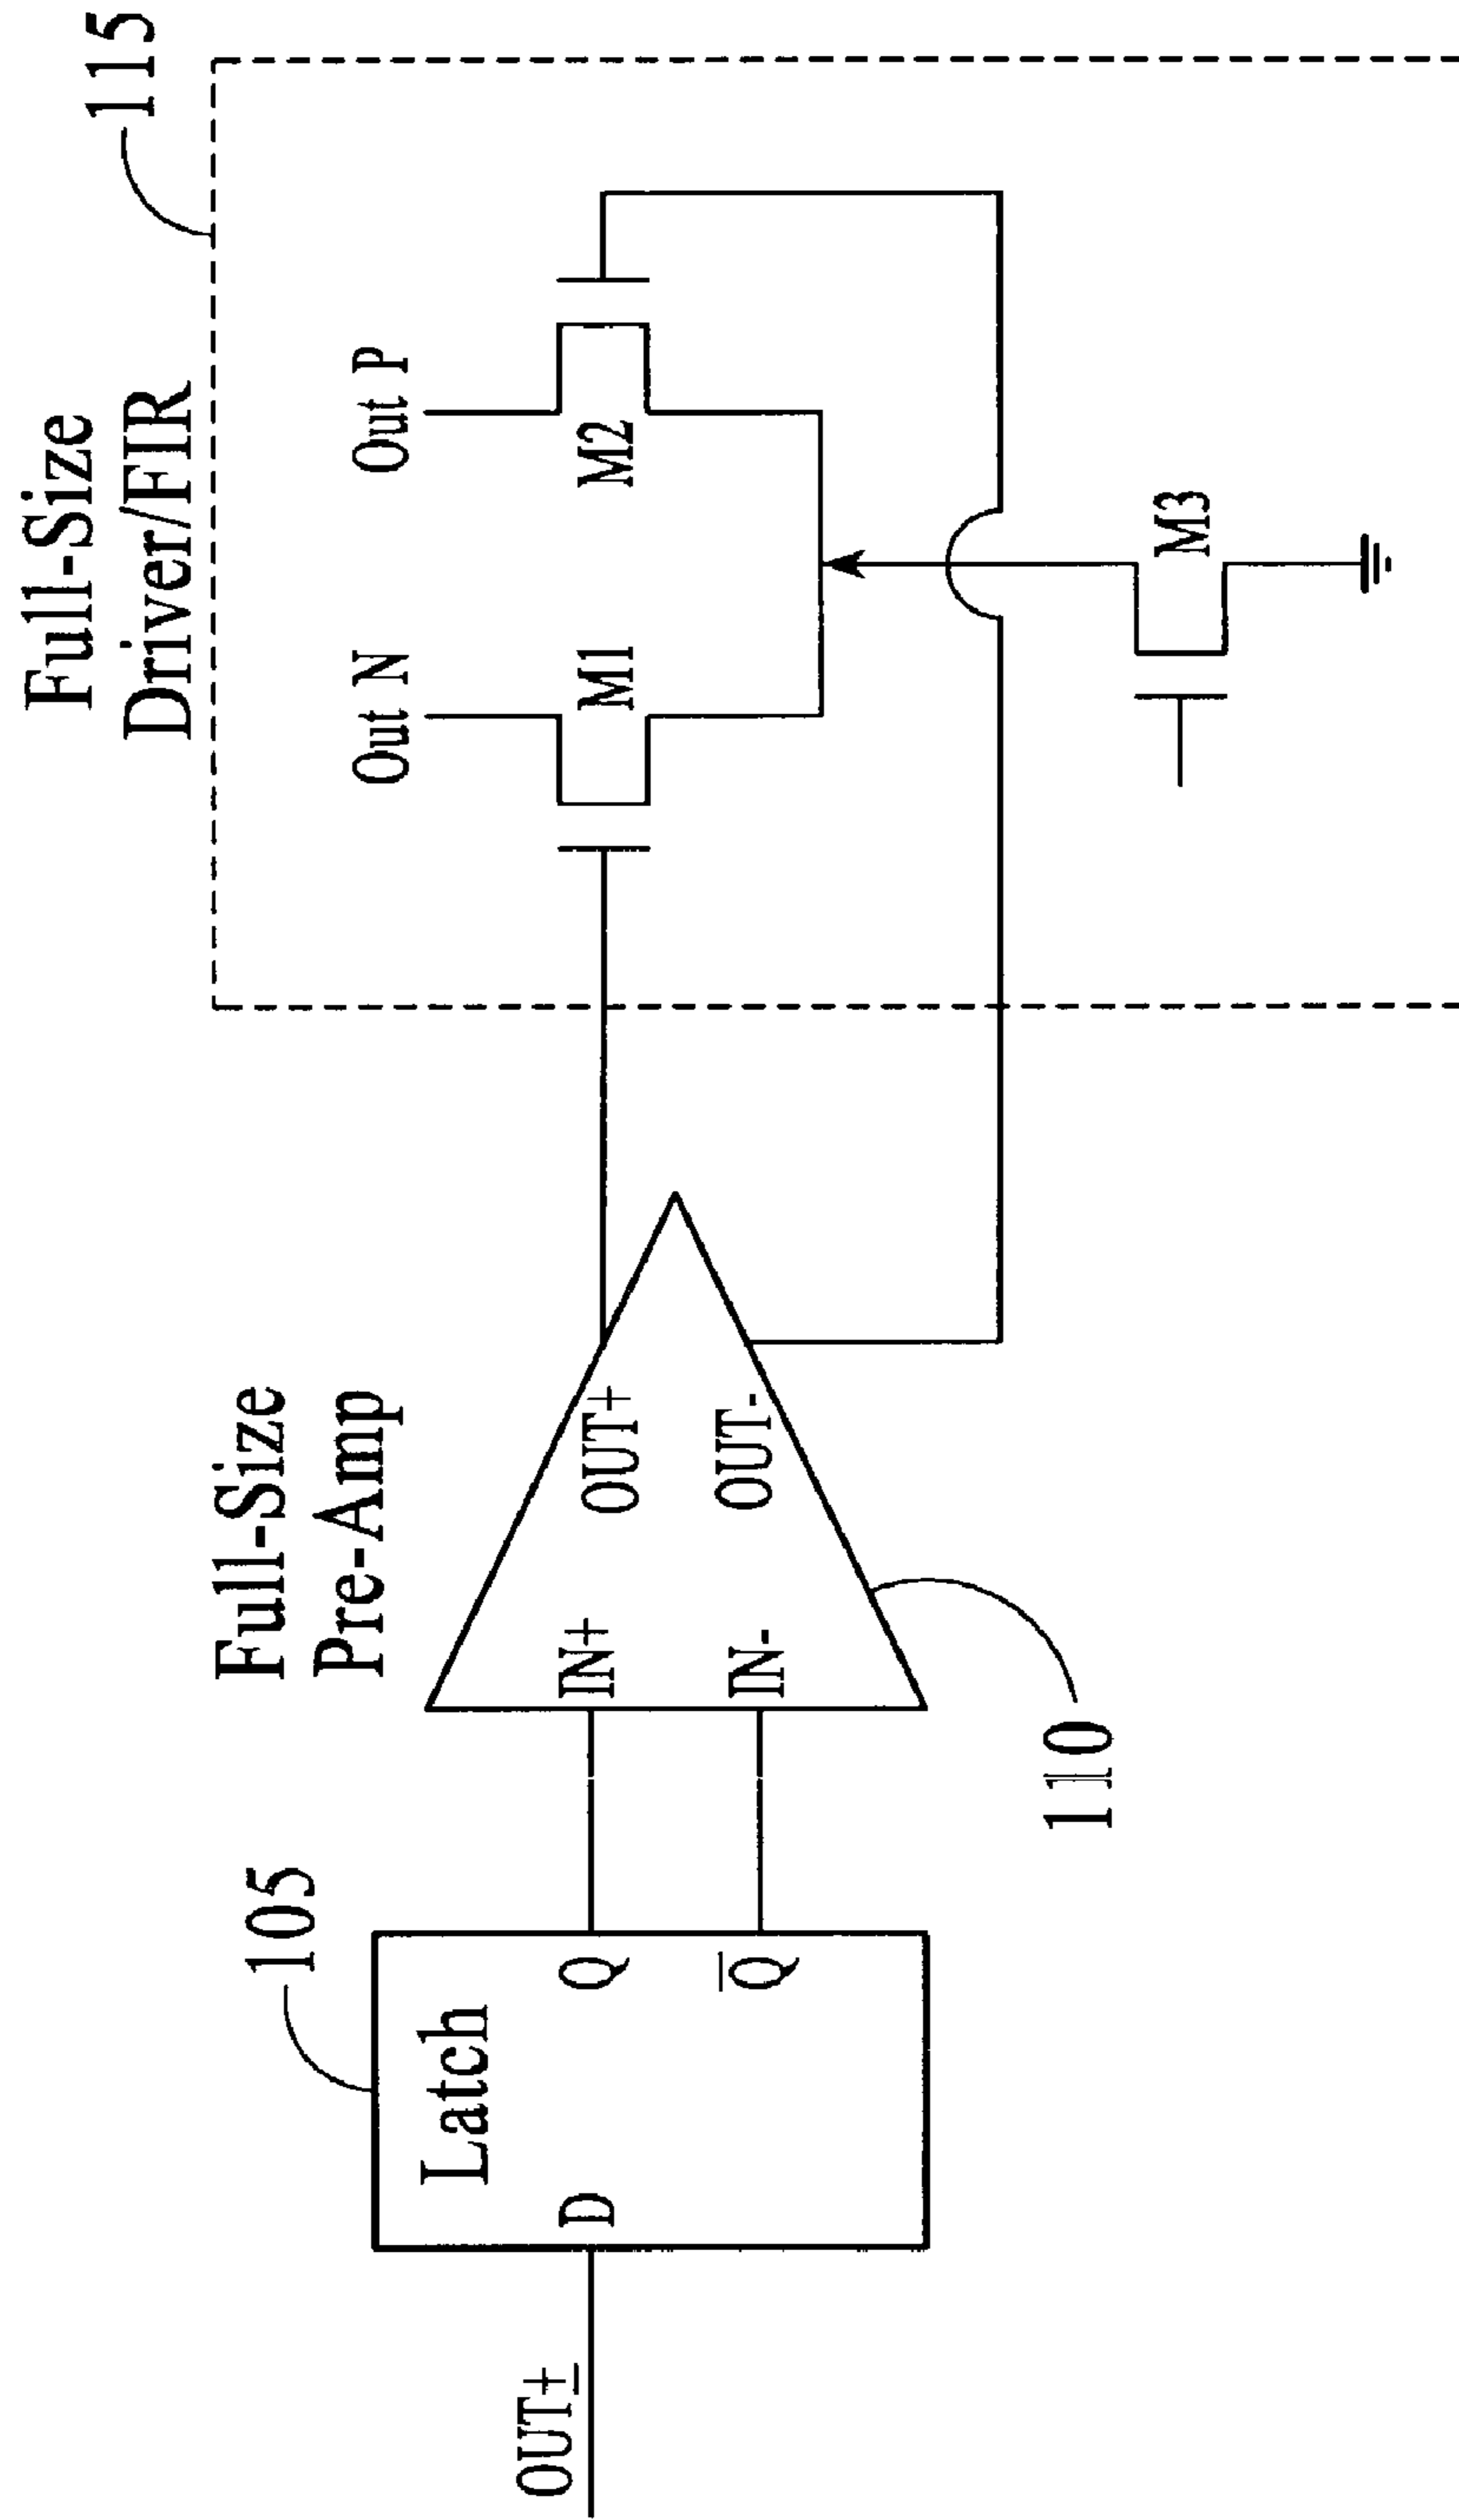 Full-Size
Driver/FIR
115
Full-Size
Pre-Amp
105
Latch
OUT±
D
Q
Q̅
IN+
IN-
OUT+
OUT-
110
Out N
Out P
M1
M2
M3